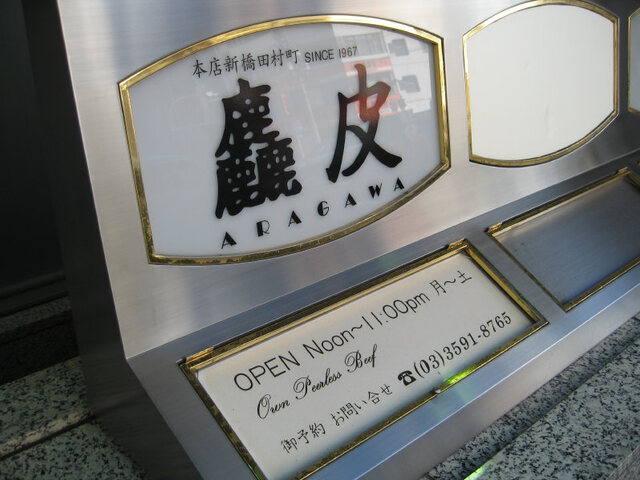 本店新橋田村町 SINCE 1967
麤皮
ARAGAWA
OPEN Noon~11:00pm 月~土
Own Peerless Beef
御予約 お問い合せ ☎(03)3591-8765